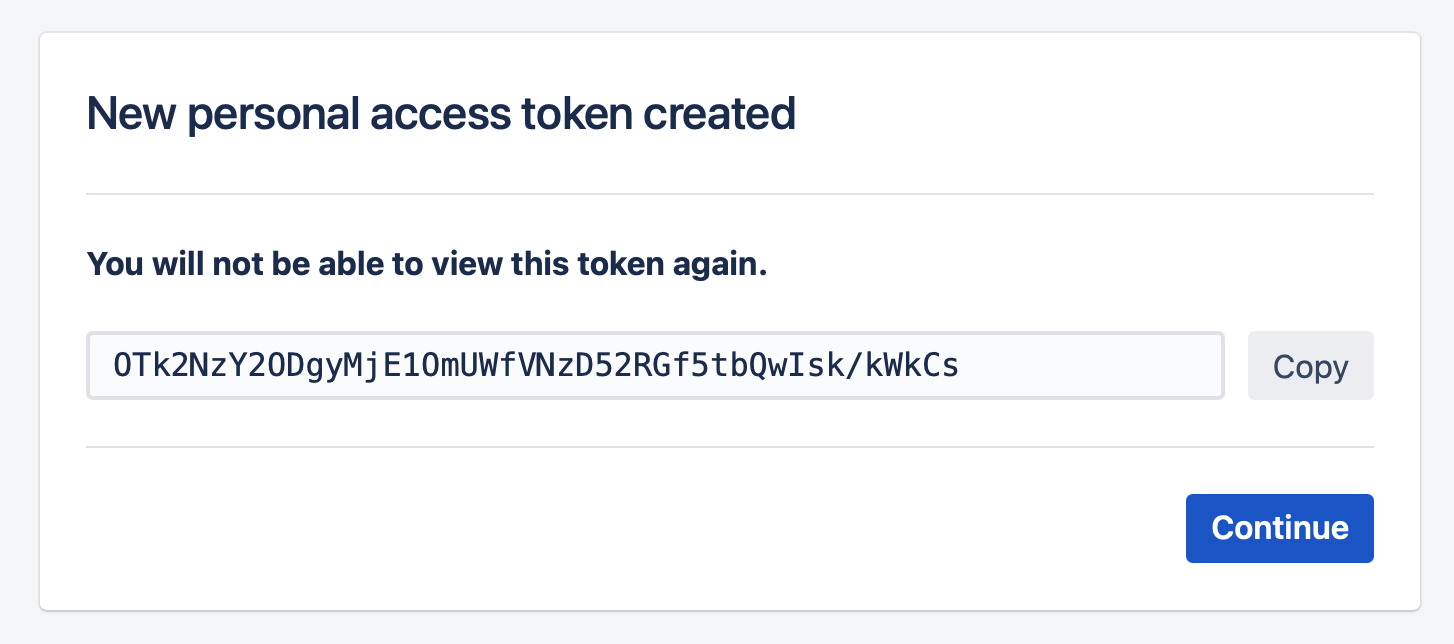 New personal access token created
You will not be able to view this token again.
OTk2NzY2ODgyMjE1OmUWfVNzD52RGf5tbQwIsk/kWkCs
Copy
Continue